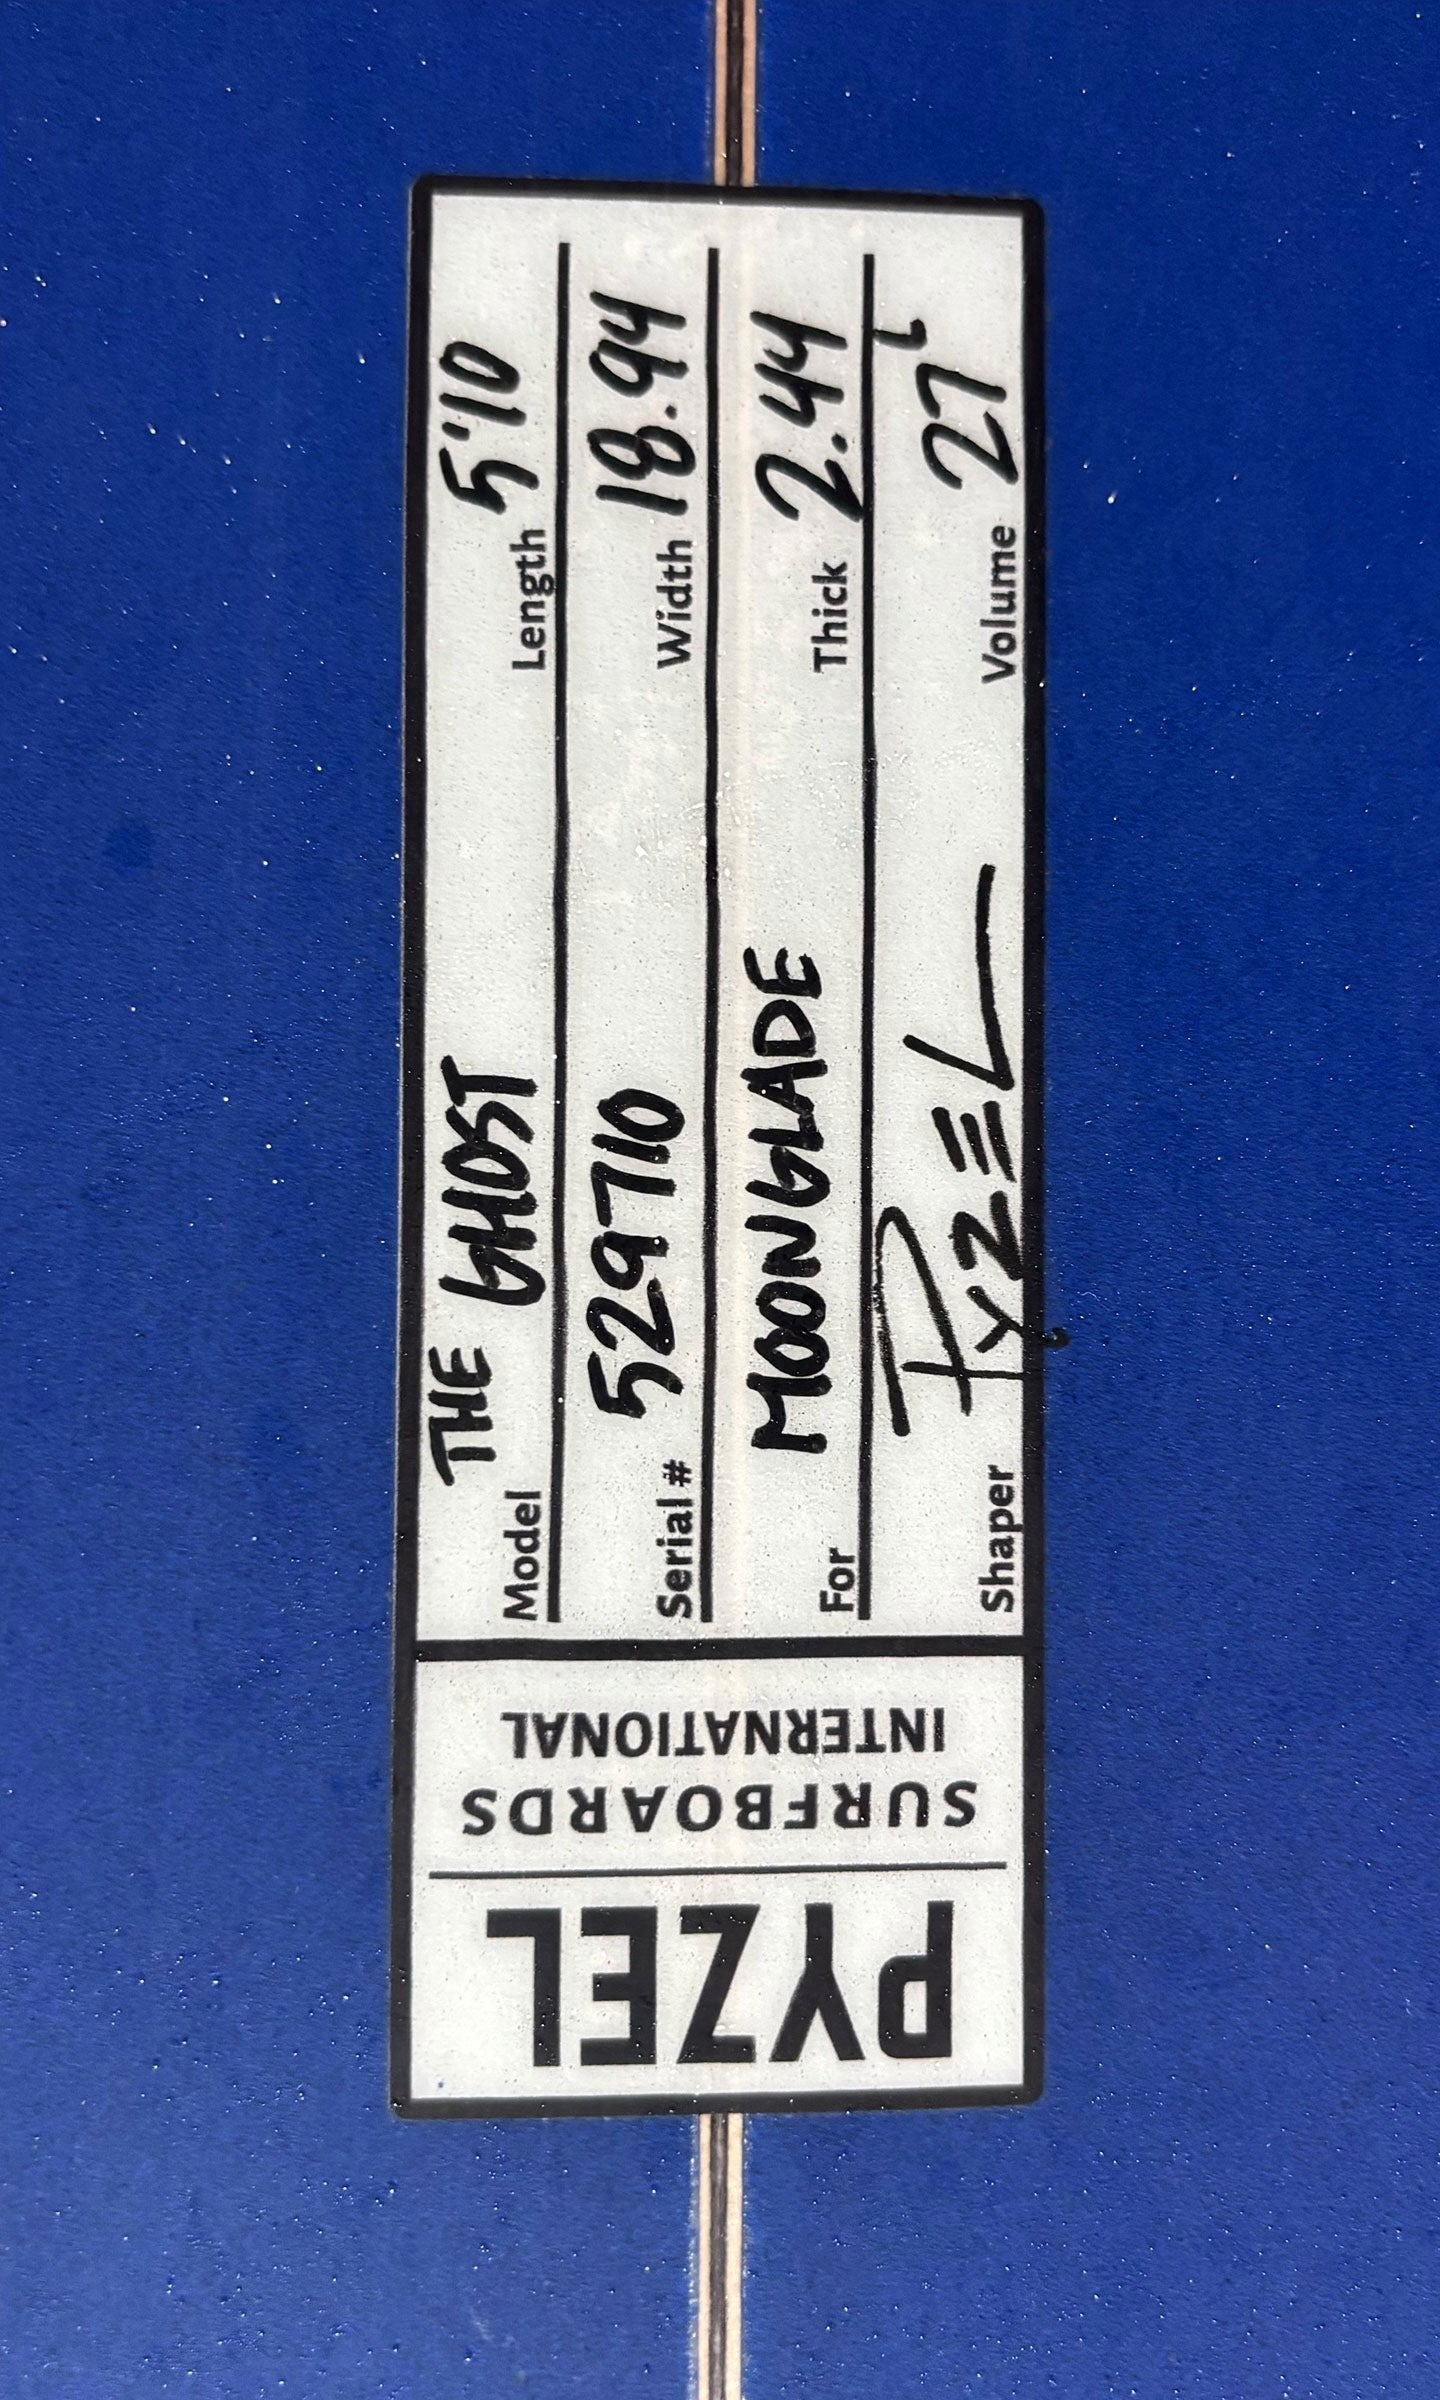 PYZEL
SURFBOARDS
INTERNATIONAL
Model THE GHOST Length 5'10
Serial # 529710 Width 18.94
For MOONGLADE Thick 2.44
Shaper PYZEL Volume 27L